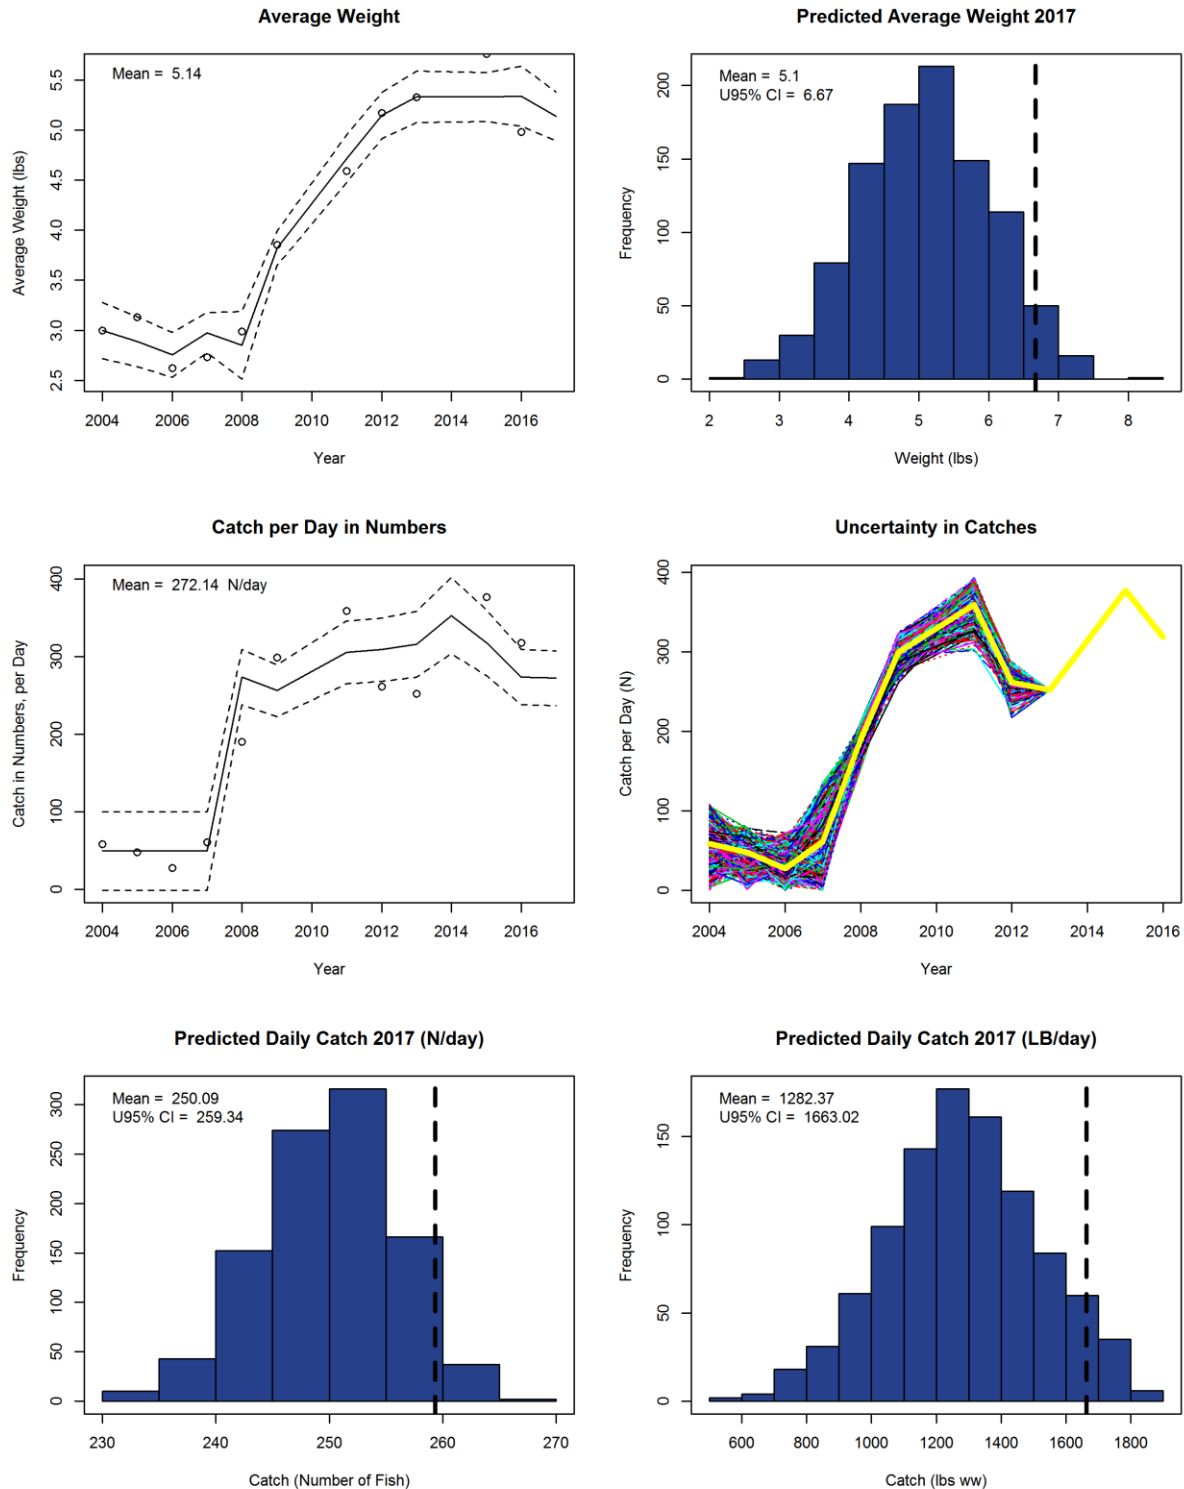 Average Weight
Mean = 5.14
Average Weight (lbs)
2.5 3.0 3.5 4.0 4.5 5.0 5.5
2004 2006 2008 2010 2012 2014 2016
Year
Predicted Average Weight 2017
Mean = 5.1
U95% CI = 6.67
Frequency
0 50 100 150 200
2 3 4 5 6 7 8
Weight (lbs)
Catch per Day in Numbers
Mean = 272.14 N/day
Catch in Numbers, per Day
0 100 200 300 400
2004 2006 2008 2010 2012 2014 2016
Year
Uncertainty in Catches
Catch per Day (N)
0 100 200 300 400
2004 2006 2008 2010 2012 2014 2016
Year
Predicted Daily Catch 2017 (N/day)
Mean = 250.09
U95% CI = 259.34
Frequency
0 50 100 150 200 250 300
230 240 250 260 270
Catch (Number of Fish)
Predicted Daily Catch 2017 (LB/day)
Mean = 1282.37
U95% CI = 1663.02
Frequency
0 50 100 150
600 800 1000 1200 1400 1600 1800
Catch (lbs ww)